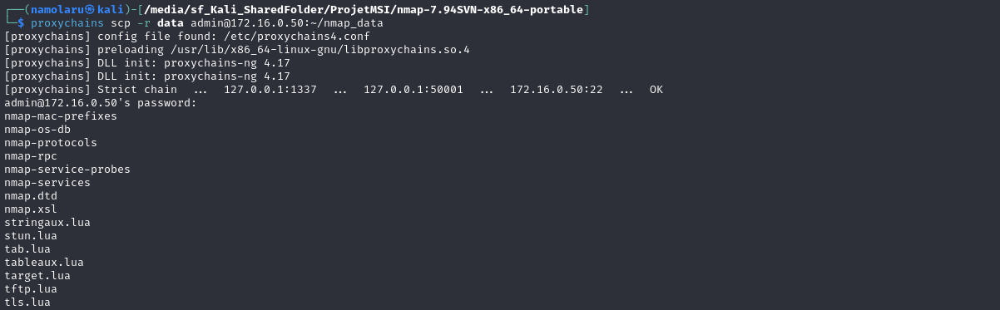 ┌──(namolaru㉿kali)-[/media/sf_Kali_SharedFolder/ProjetMSI/nmap-7.94SVN-x86_64-portable]
└─$ proxychains scp -r data admin@172.16.0.50:~/nmap_data
[proxychains] config file found: /etc/proxychains4.conf
[proxychains] preloading /usr/lib/x86_64-linux-gnu/libproxychains.so.4
[proxychains] DLL init: proxychains-ng 4.17
[proxychains] DLL init: proxychains-ng 4.17
[proxychains] Strict chain  ...  127.0.0.1:1337  ...  127.0.0.1:50001  ...  172.16.0.50:22  ...  OK
admin@172.16.0.50's password:
nmap-mac-prefixes
nmap-os-db
nmap-protocols
nmap-rpc
nmap-service-probes
nmap-services
nmap.dtd
nmap.xsl
stringaux.lua
stun.lua
tab.lua
tableaux.lua
target.lua
tftp.lua
tls.lua